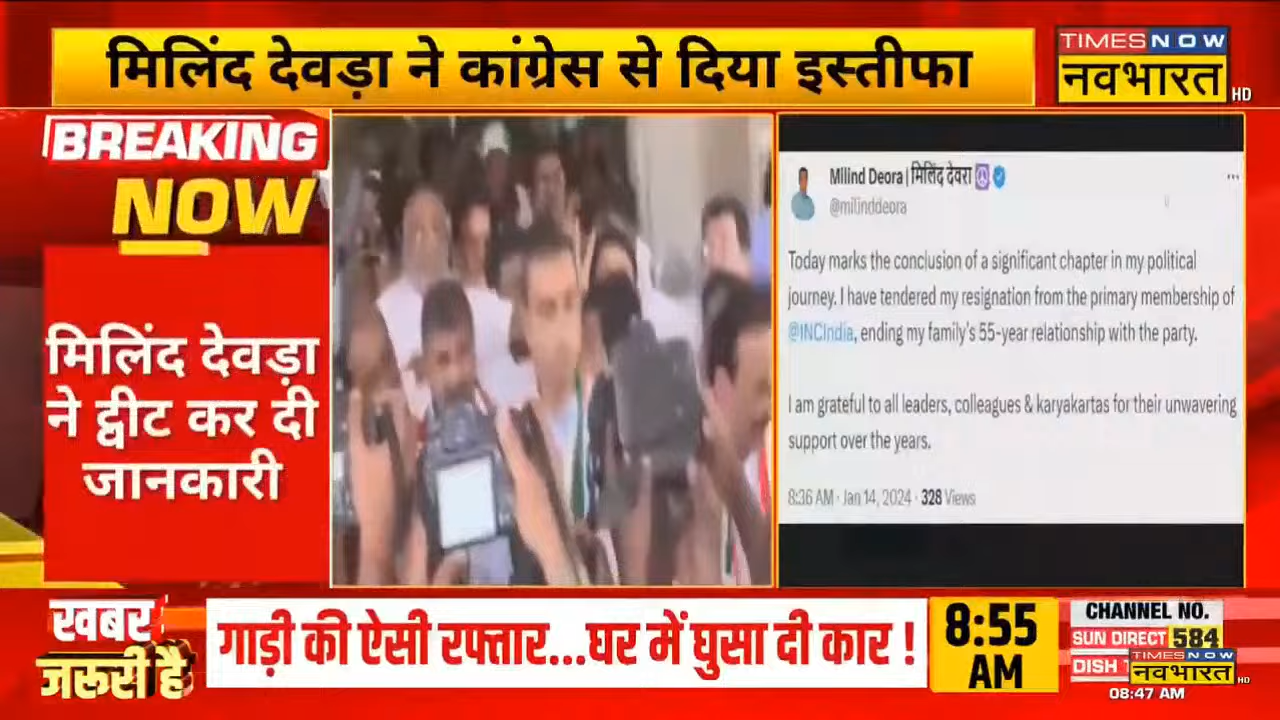 मिलिंद देवड़ा ने कांग्रेस से दिया इस्तीफा
TIMES NOW
नवभारत
HD
BREAKING
NOW
मिलिंद देवड़ा
ने ट्वीट कर दी
जानकारी
Milind Deora | मिलिंद देवरा
@milinddeora
Today marks the conclusion of a significant chapter in my political
journey. I have tendered my resignation from the primary membership of
@INCIndia, ending my family's 55-year relationship with the party.
I am grateful to all leaders, colleagues & karyakartas for their unwavering
support over the years.
8:36 AM · Jan 14, 2024 · 328 Views
खबर
जरूरी है
गाड़ी की ऐसी रफ्तार...घर में घुसा दी कार !
8:55
AM
CHANNEL NO.
SUN DIRECT 584
DISH
TIMES NOW
नवभारत
HD
08:47 AM